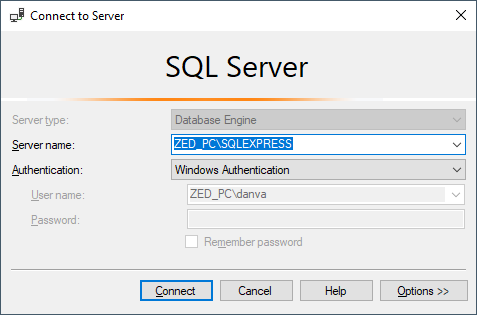 Connect to Server
SQL Server
Server type: Database Engine
Server name: ZED_PC\SQLEXPRESS
Authentication: Windows Authentication
User name: ZED_PC\danva
Password:
Remember password
Connect Cancel Help Options >>